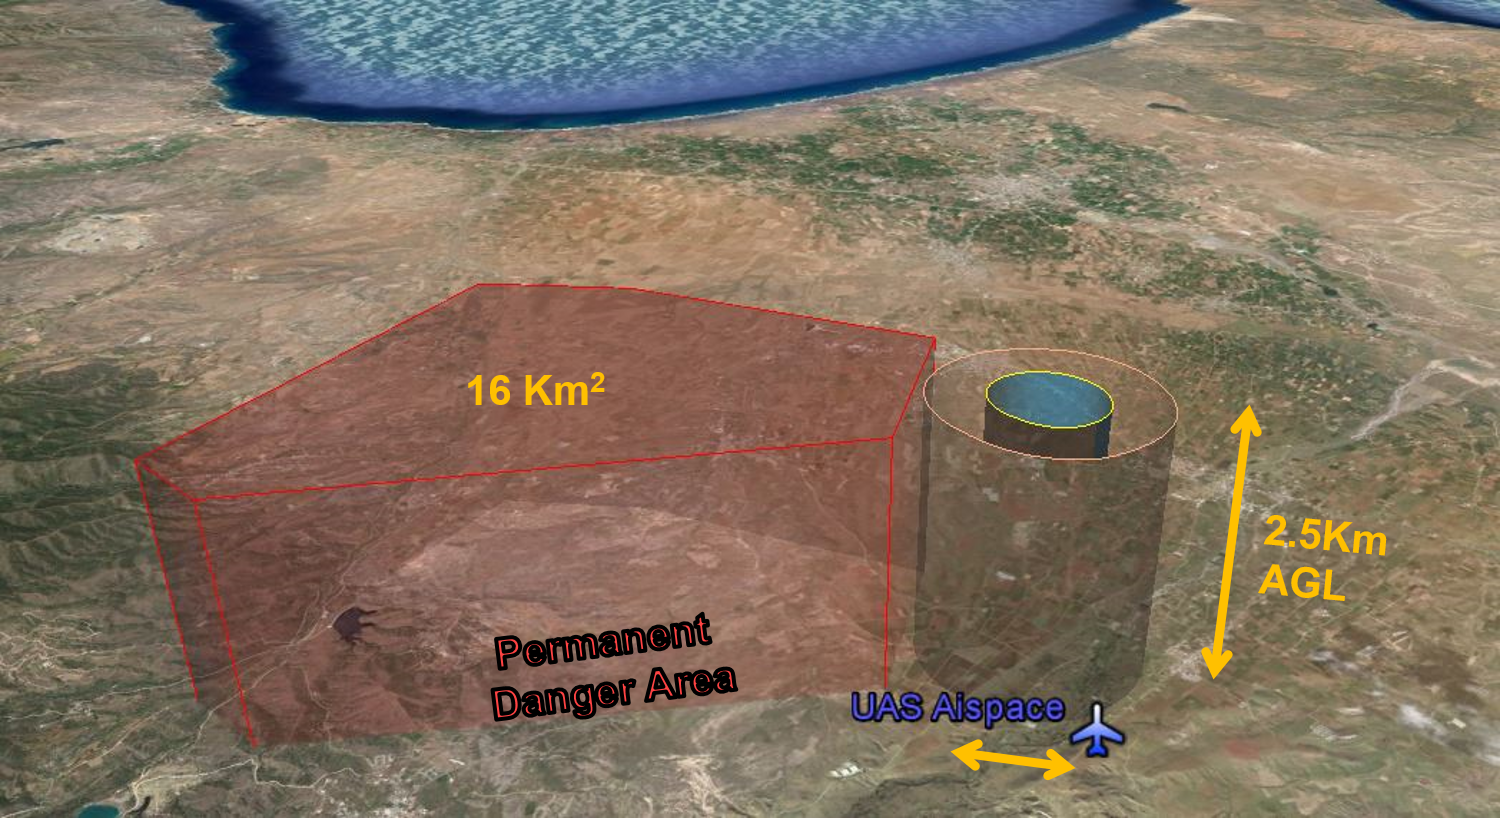 16 Km²
2.5Km
AGL
Permanent
Danger Area
UAS Aispace